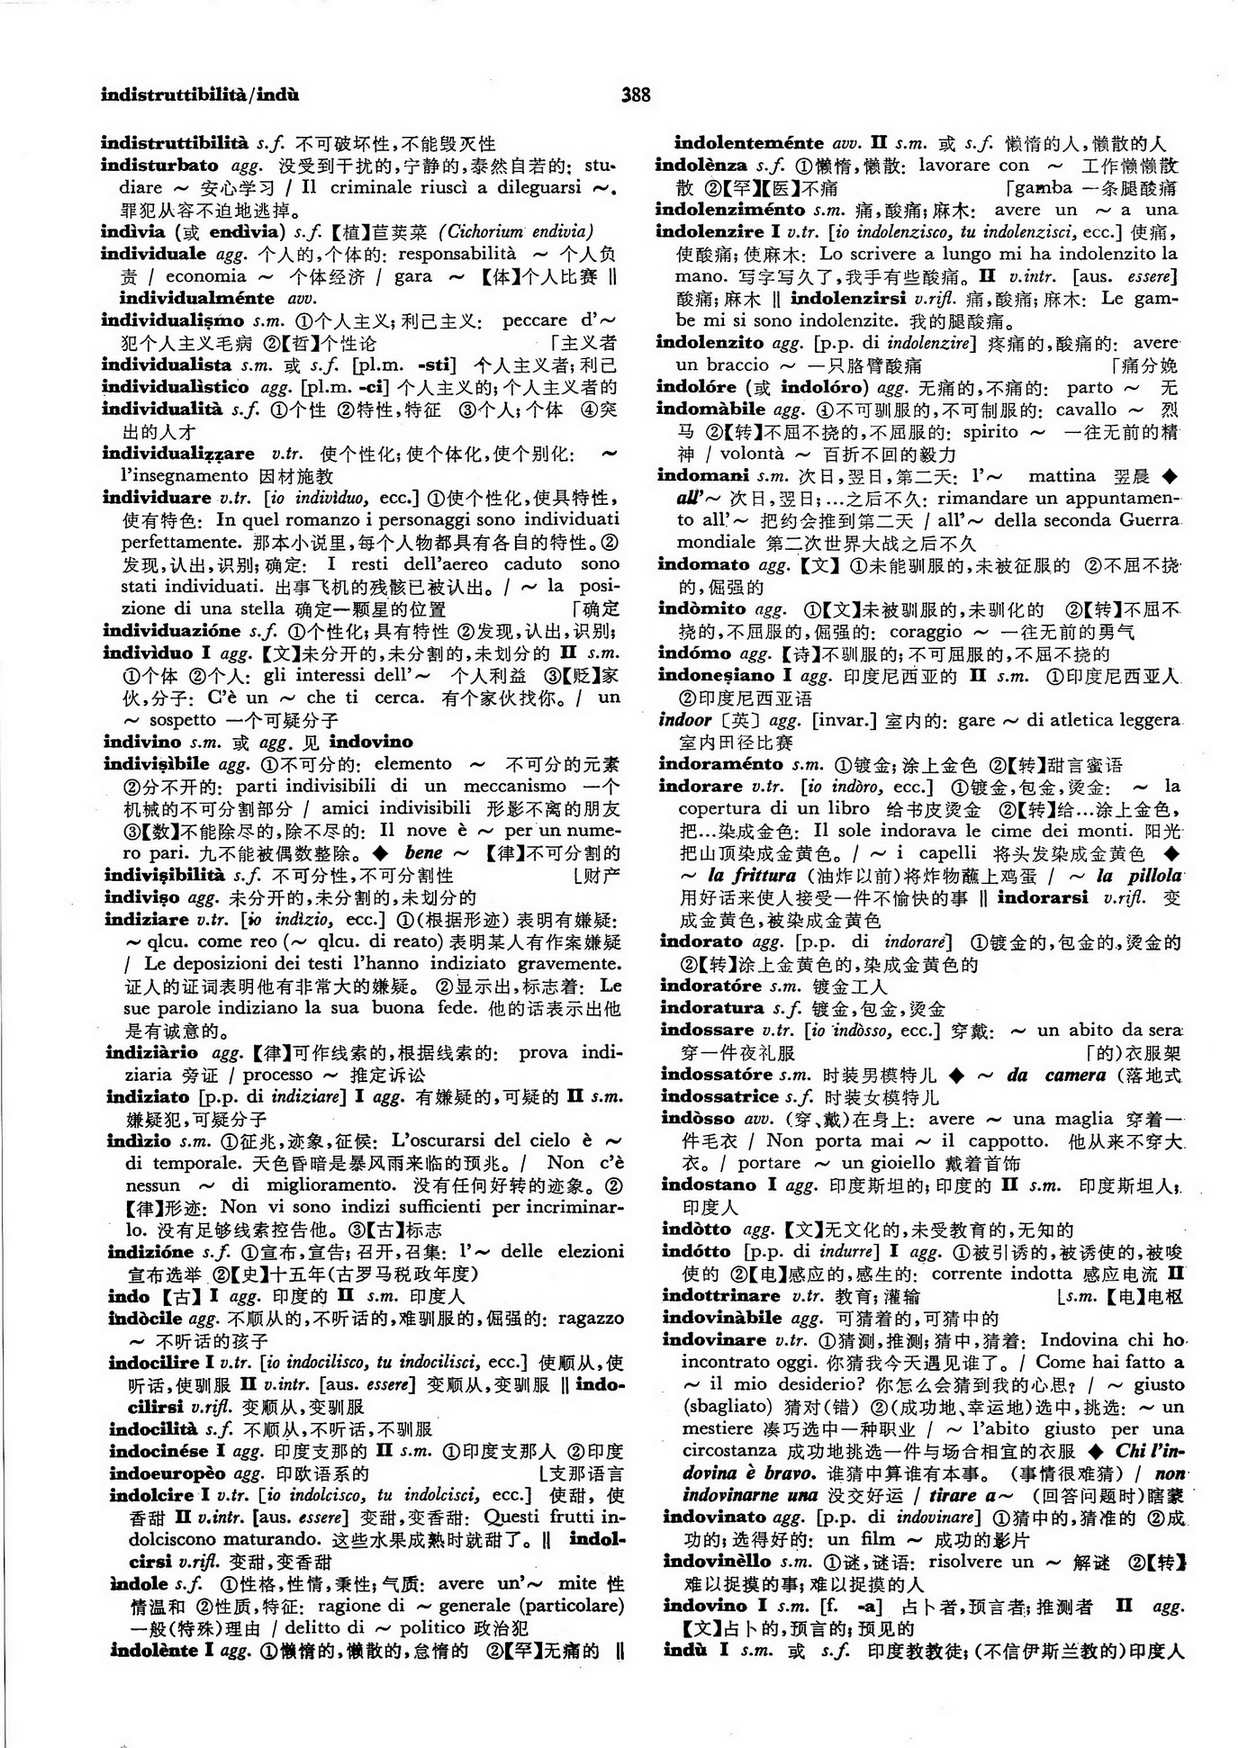 indistruttibilità/indù
388
indistruttibilità s.f. 不可破坏性,不能毁灭性
indisturbato agg. 没受到干扰的,宁静的,泰然自若的: stu-
diare ~ 安心学习 / Il criminale riuscì a dileguarsi ~.
罪犯从容不迫地逃掉。
indìvia (或 endìvia) s.f. 【植】苣荬菜 (Cichorium endivia)
individuale agg. 个人的,个体的: responsabilità ~ 个人负
责 / economia ~ 个体经济 / gara ~ 【体】个人比赛 ‖
individualménte avv.
individualişmo s.m. ①个人主义; 利己主义: peccare d'~
犯个人主义毛病 ②【哲】个性论 「主义者
individualista s.m. 或 s.f. [pl.m. -sti] 个人主义者; 利己
individualìstico agg. [pl.m. -ci] 个人主义的; 个人主义者的
individualità s.f. ①个性 ②特性,特征 ③个人; 个体 ④突
出的人才
individualiẓẓare v.tr. 使个性化; 使个体化,使个别化: ~
l'insegnamento 因材施教
individuare v.tr. [io indivìduo, ecc.] ①使个性化,使具特性,
使有特色: In quel romanzo i personaggi sono individuati
perfettamente. 那本小说里,每个人物都具有各自的特性。②
发现,认出,识别; 确定: I resti dell'aereo caduto sono
stati individuati. 出事飞机的残骸已被认出。/ ~ la posi-
zione di una stella 确定一颗星的位置 「确定
individuazióne s.f. ①个性化; 具有特性 ②发现,认出,识别;
indivìduo I agg. 【文】未分开的,未分割的,未划分的 II s.m.
①个体 ②个人: gli interessi dell'~ 个人利益 ③【贬】家
伙,分子: C'è un ~ che ti cerca. 有个家伙找你。/ un
~ sospetto 一个可疑分子
indivino s.m. 或 agg. 见 indovino
indivişìbile agg. ①不可分的: elemento ~ 不可分的元素
②分不开的: parti indivisibili di un meccanismo 一个
机械的不可分割部分 / amici indivisibili 形影不离的朋友
③【数】不能除尽的,除不尽的: Il nove è ~ per un nume-
ro pari. 九不能被偶数整除。◆ bene ~ 【律】不可分割的
indivişibilità s.f. 不可分性,不可分割性 ⌊财产
indivişo agg. 未分开的,未分割的,未划分的
indiziare v.tr. [io indìzio, ecc.] ①(根据形迹) 表明有嫌疑:
~ qlcu. come reo (~ qlcu. di reato) 表明某人有作案嫌疑
/ Le deposizioni dei testi l'hanno indiziato gravemente.
证人的证词表明他有非常大的嫌疑。 ②显示出,标志着: Le
sue parole indiziano la sua buona fede. 他的话表示出他
是有诚意的。
indiziàrio agg. 【律】可作线索的,根据线索的: prova indi-
ziaria 旁证 / processo ~ 推定诉讼
indiziato [p.p. di indiziare] I agg. 有嫌疑的,可疑的 II s.m.
嫌疑犯,可疑分子
indìzio s.m. ①征兆,迹象,征候: L'oscurarsi del cielo è ~
di temporale. 天色昏暗是暴风雨来临的预兆。/ Non c'è
nessun ~ di miglioramento. 没有任何好转的迹象。②
【律】形迹: Non vi sono indizi sufficienti per incriminar-
lo. 没有足够线索控告他。③【古】标志
indizióne s.f. ①宣布,宣告; 召开,召集: l'~ delle elezioni
宣布选举 ②【史】十五年(古罗马税政年度)
indo 【古】 I agg. 印度的 II s.m. 印度人
indòcile agg. 不顺从的,不听话的,难驯服的,倔强的: ragazzo
~ 不听话的孩子
indocilire I v.tr. [io indocilisco, tu indocilisci, ecc.] 使顺从,使
听话,使驯服 II v.intr. [aus. essere] 变顺从,变驯服 ‖ indo-
cilirsi v.rifl. 变顺从,变驯服
indocilità s.f. 不顺从,不听话,不驯服
indocinése I agg. 印度支那的 II s.m. ①印度支那人 ②印度
indoeuropèo agg. 印欧语系的 ⌊支那语言
indolcire I v.tr. [io indolcisco, tu indolcisci, ecc.] 使甜, 使
香甜 II v.intr. [aus. essere] 变甜,变香甜: Questi frutti in-
dolciscono maturando. 这些水果成熟时就甜了。‖ indol-
cirsi v.rifl. 变甜,变香甜
ìndole s.f. ①性格,性情,秉性; 气质: avere un'~ mite 性
情温和 ②性质,特征: ragione di ~ generale (particolare)
一般(特殊)理由 / delitto di ~ politico 政治犯
indolènte I agg. ①懒惰的,懒散的,怠惰的 ②【罕】无痛的 ‖
indolenteménte avv. II s.m. 或 s.f. 懒惰的人,懒散的人
indolènza s.f. ①懒惰,懒散: lavorare con ~ 工作懒懒散
散 ②【罕】【医】不痛 「gamba 一条腿酸痛
indolenziménto s.m. 痛,酸痛; 麻木: avere un ~ a una
indolenzire I v.tr. [io indolenzisco, tu indolenzisci, ecc.] 使痛,
使酸痛; 使麻木: Lo scrivere a lungo mi ha indolenzito la
mano. 写字写久了,我手有些酸痛。II v.intr. [aus. essere]
酸痛; 麻木 ‖ indolenzirsi v.rifl. 痛,酸痛; 麻木: Le gam-
be mi si sono indolenzite. 我的腿酸痛。
indolenzito agg. [p.p. di indolenzire] 疼痛的,酸痛的: avere
un braccio ~ 一只胳臂酸痛 「痛分娩
indolóre (或 indolóro) agg. 无痛的,不痛的: parto ~ 无
indomàbile agg. ①不可驯服的,不可制服的: cavallo ~ 烈
马 ②【转】不屈不挠的,不屈服的: spirito ~ 一往无前的精
神 / volontà ~ 百折不回的毅力
indomani s.m. 次日,翌日,第二天: l'~ mattina 翌晨 ◆
all'~ 次日,翌日; …之后不久: rimandare un appuntamen-
to all'~ 把约会推到第二天 / all'~ della seconda Guerra
mondiale 第二次世界大战之后不久
indomato agg. 【文】 ①未能驯服的,未被征服的 ②不屈不挠
的,倔强的
indòmito agg. ①【文】未被驯服的,未驯化的 ②【转】不屈不
挠的,不屈服的,倔强的: coraggio ~ 一往无前的勇气
indómo agg. 【诗】不驯服的; 不可屈服的,不屈不挠的
indoneşiano I agg. 印度尼西亚的 II s.m. ①印度尼西亚人
②印度尼西亚语
indoor 〔英〕 agg. [invar.] 室内的: gare ~ di atletica leggera
室内田径比赛
indoraménto s.m. ①镀金; 涂上金色 ②【转】甜言蜜语
indorare v.tr. [io indòro, ecc.] ①镀金,包金,烫金: ~ la
copertura di un libro 给书皮烫金 ②【转】给…涂上金色,
把…染成金色: Il sole indorava le cime dei monti. 阳光
把山顶染成金黄色。/ ~ i capelli 将头发染成金黄色 ◆
~ la frittura (油炸以前)将炸物蘸上鸡蛋 / ~ la pillola
用好话来使人接受一件不愉快的事 ‖ indorarsi v.rifl. 变
成金黄色,被染成金黄色
indorato agg. [p.p. di indorare] ①镀金的,包金的,烫金的
②【转】涂上金黄色的,染成金黄色的
indoratóre s.m. 镀金工人
indoratura s.f. 镀金,包金,烫金
indossare v.tr. [io indòsso, ecc.] 穿戴: ~ un abito da sera
穿一件夜礼服 「的)衣服架
indossatóre s.m. 时装男模特儿 ◆ ~ da camera (落地式
indossatrice s.f. 时装女模特儿
indòsso avv. (穿、戴)在身上: avere ~ una maglia 穿着一
件毛衣 / Non porta mai ~ il cappotto. 他从来不穿大
衣。/ portare ~ un gioiello 戴着首饰
indostano I agg. 印度斯坦的; 印度的 II s.m. 印度斯坦人;
印度人
indòtto agg. 【文】无文化的,未受教育的,无知的
indótto [p.p. di indurre] I agg. ①被引诱的,被诱使的,被唆
使的 ②【电】感应的,感生的: corrente indotta 感应电流 II
indottrinare v.tr. 教育; 灌输 ⌊s.m. 【电】电枢
indovinàbile agg. 可猜着的,可猜中的
indovinare v.tr. ①猜测,推测; 猜中,猜着: Indovina chi ho
incontrato oggi. 你猜我今天遇见谁了。/ Come hai fatto a
~ il mio desiderio? 你怎么会猜到我的心思? / ~ giusto
(sbagliato) 猜对(错) ②(成功地、幸运地)选中,挑选: ~ un
mestiere 凑巧选中一种职业 / ~ l'abito giusto per una
circostanza 成功地挑选一件与场合相宜的衣服 ◆ Chi l'in-
dovina è bravo. 谁猜中算谁有本事。 (事情很难猜) / non
indovinarne una 没交好运 / tirare a~ (回答问题时)瞎蒙
indovinato agg. [p.p. di indovinare] ①猜中的,猜准的 ②成
功的; 选得好的: un film ~ 成功的影片
indovinèllo s.m. ①谜,谜语: risolvere un ~ 解谜 ②【转】
难以捉摸的事; 难以捉摸的人
indovino I s.m. [f. -a] 占卜者,预言者; 推测者 II agg.
【文】占卜的,预言的; 预见的
indù I s.m. 或 s.f. 印度教教徒; (不信伊斯兰教的)印度人